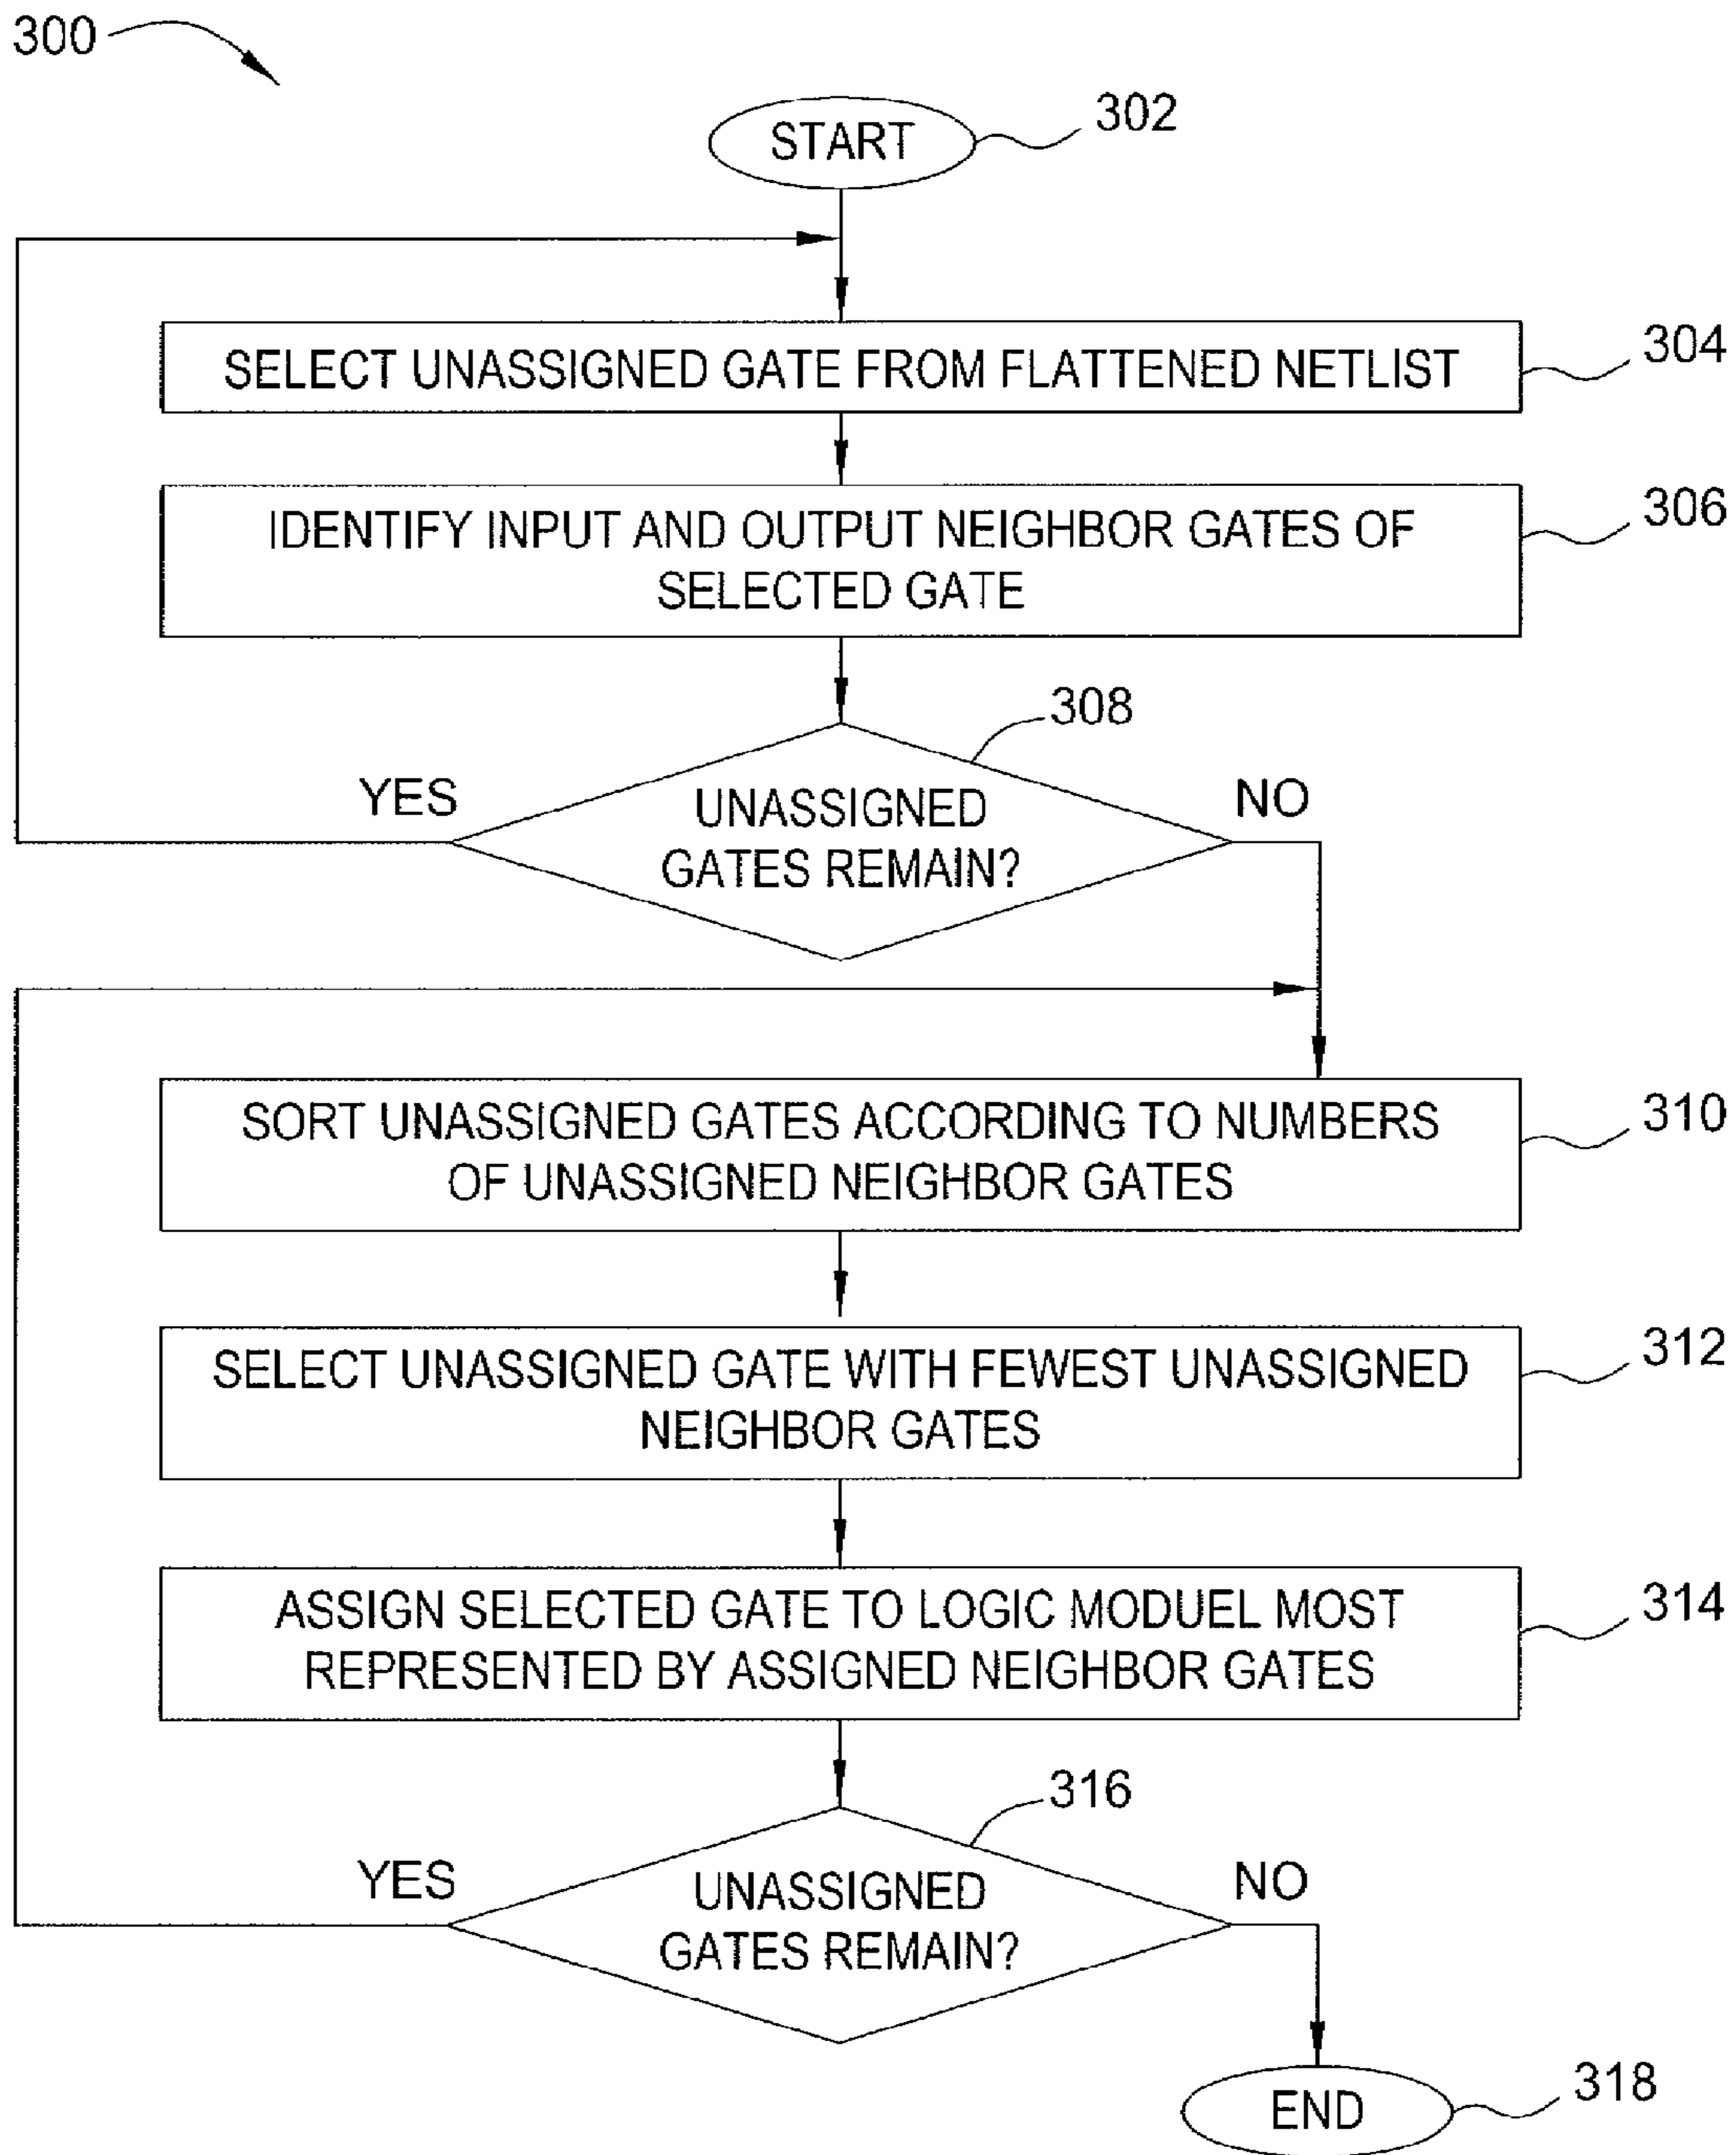 300
START
302
SELECT UNASSIGNED GATE FROM FLATTENED NETLIST
304
IDENTIFY INPUT AND OUTPUT NEIGHBOR GATES OF
SELECTED GATE
306
308
YES
UNASSIGNED
GATES REMAIN?
NO
SORT UNASSIGNED GATES ACCORDING TO NUMBERS
OF UNASSIGNED NEIGHBOR GATES
310
SELECT UNASSIGNED GATE WITH FEWEST UNASSIGNED
NEIGHBOR GATES
312
ASSIGN SELECTED GATE TO LOGIC MODUEL MOST
REPRESENTED BY ASSIGNED NEIGHBOR GATES
314
316
YES
UNASSIGNED
GATES REMAIN?
NO
END
318